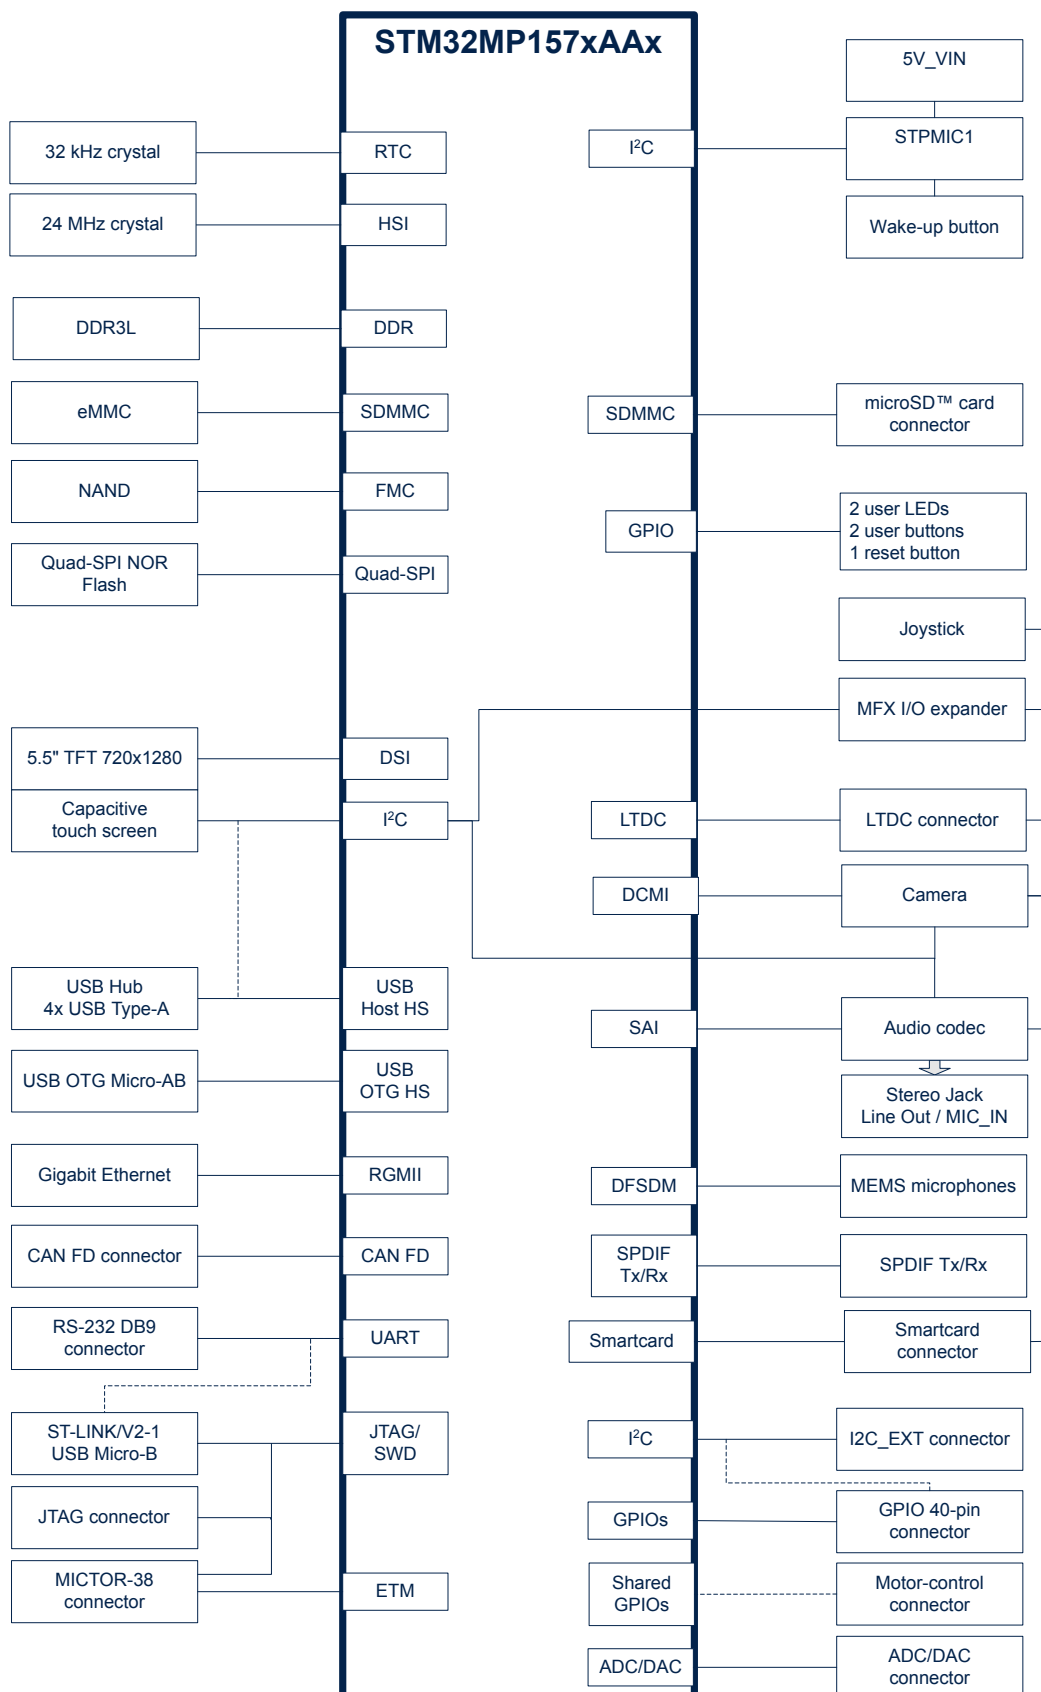 STM32MP157xAAx
32 kHz crystal
RTC
24 MHz crystal
HSI
DDR3L
DDR
eMMC
SDMMC
NAND
FMC
Quad-SPI NOR
Flash
Quad-SPI
5.5" TFT 720x1280
DSI
Capacitive
touch screen
I²C
USB Hub
4x USB Type-A
USB
Host HS
USB OTG Micro-AB
USB
OTG HS
Gigabit Ethernet
RGMII
CAN FD connector
CAN FD
RS-232 DB9
connector
UART
ST-LINK/V2-1
USB Micro-B
JTAG/
SWD
JTAG connector
MICTOR-38
connector
ETM
5V_VIN
I²C
STPMIC1
Wake-up button
SDMMC
microSD™ card
connector
GPIO
2 user LEDs
2 user buttons
1 reset button
Joystick
MFX I/O expander
LTDC
LTDC connector
DCMI
Camera
SAI
Audio codec
Stereo Jack
Line Out / MIC_IN
DFSDM
MEMS microphones
SPDIF
Tx/Rx
SPDIF Tx/Rx
Smartcard
Smartcard
connector
I²C
I2C_EXT connector
GPIOs
GPIO 40-pin
connector
Shared
GPIOs
Motor-control
connector
ADC/DAC
ADC/DAC
connector